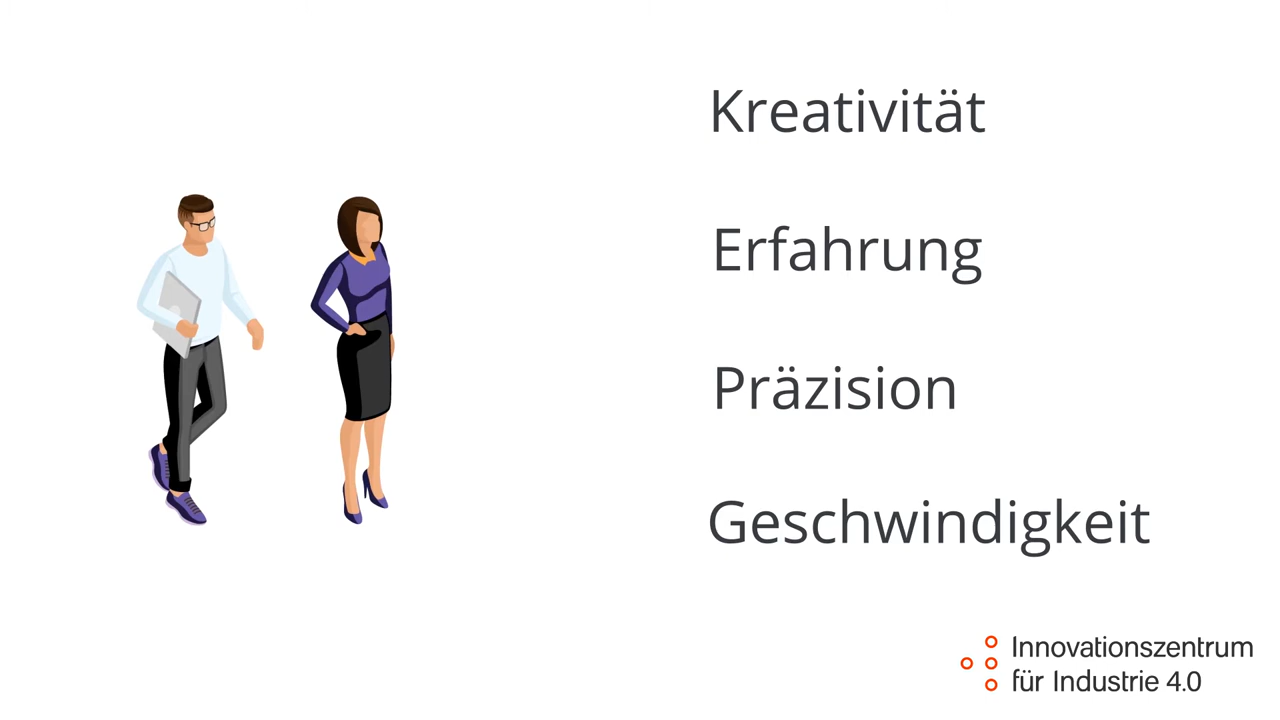 Kreativität
Erfahrung
Präzision
Geschwindigkeit
Innovationszentrum
für Industrie 4.0